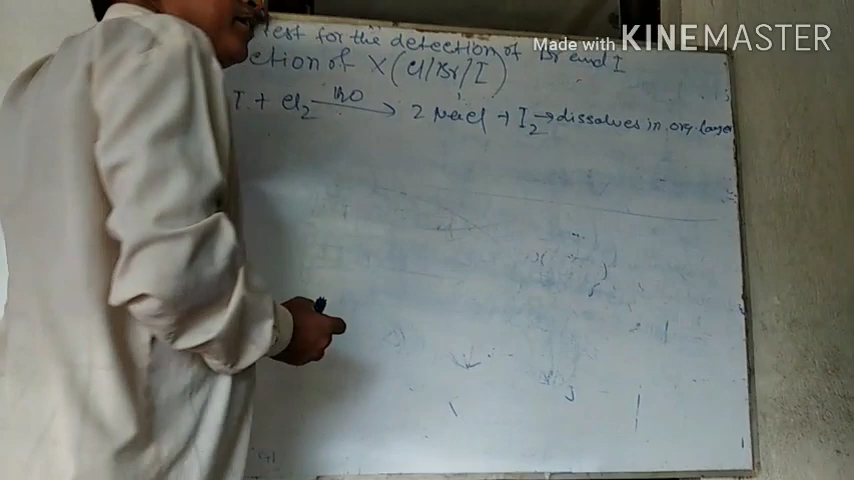 Test for the detection of Br and I
Made with KINEMASTER
ction of X (Cl/Br/I)
I + Cl2 H2O → 2 NaCl + I2 → dissolves in org. layer